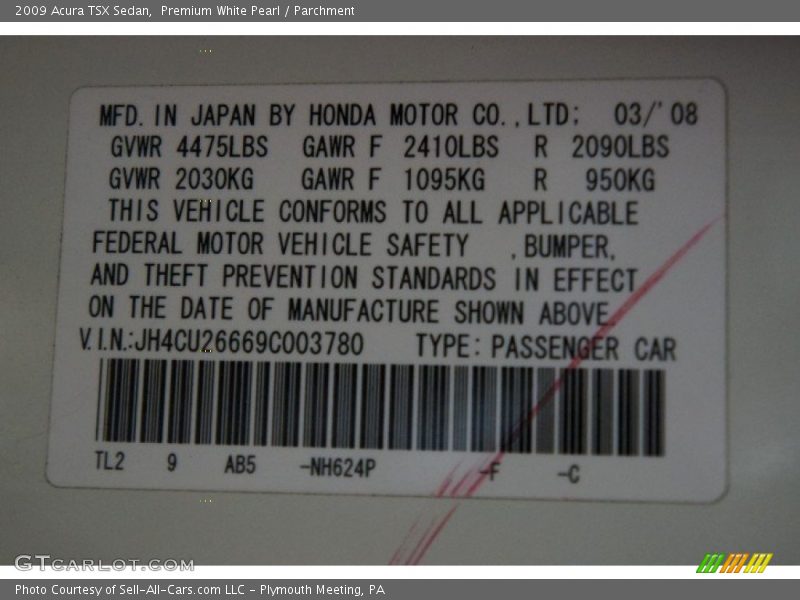 2009 Acura TSX Sedan,  Premium White Pearl / Parchment
MFD. IN JAPAN BY HONDA MOTOR CO.,LTD; 03/'08
GVWR 4475LBS GAWR F 2410LBS R 2090LBS
GVWR 2030KG GAWR F 1095KG R 950KG
THIS VEHICLE CONFORMS TO ALL APPLICABLE
FEDERAL MOTOR VEHICLE SAFETY ,BUMPER,
AND THEFT PREVENTION STANDARDS IN EFFECT
ON THE DATE OF MANUFACTURE SHOWN ABOVE.
V.I.N.:JH4CU26669C003780 TYPE: PASSENGER CAR
TL2 9 AB5 -NH624P -F -C
GTCARLOT.COM
Photo Courtesy of Sell-All-Cars.com LLC - Plymouth Meeting, PA